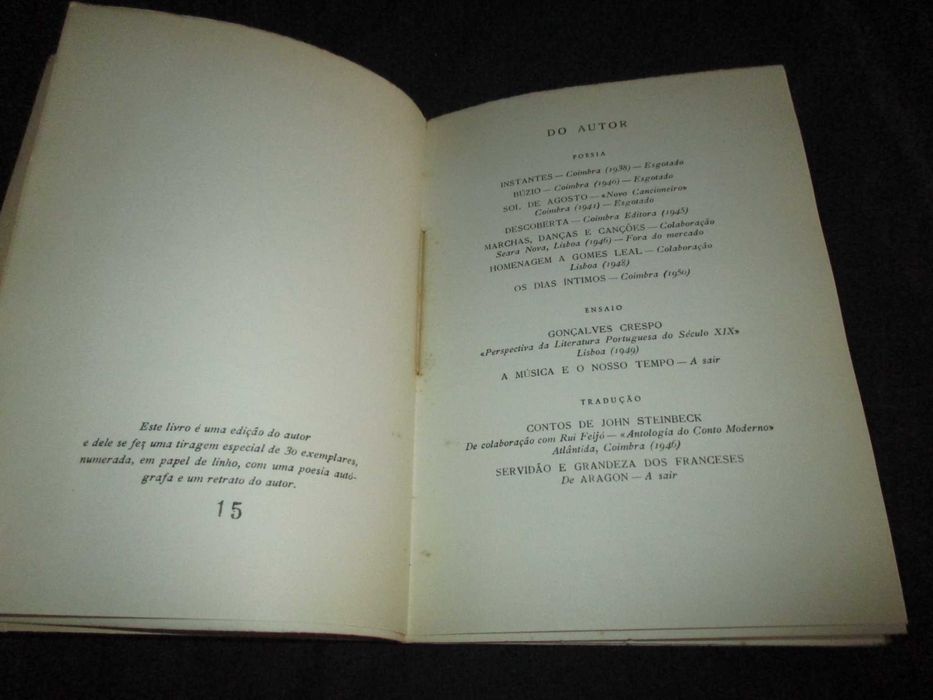 Este livro é uma edição do autor
e dele se fez uma tiragem especial de 30 exemplares,
numerada, em papel de linho, com uma poesia autó-
grafa e um retrato do autor.
15
DO AUTOR
POESIA
INSTANTES — Coimbra (1938) — Esgotado
BÚZIO — Coimbra (1940) — Esgotado
SOL DE AGOSTO — «Novo Cancioneiro»
Coimbra (1941) — Esgotado
DESCOBERTA — Coimbra Editora (1945)
MARCHAS, DANÇAS E CANÇÕES — Colaboração
Seara Nova, Lisboa (1946) — Fora do mercado
HOMENAGEM A GOMES LEAL — Colaboração
Lisboa (1948)
OS DIAS ÍNTIMOS — Coimbra (1950)
ENSAIO
GONÇALVES CRESPO
«Perspectiva da Literatura Portuguesa do Século XIX»
Lisboa (1949)
A MÚSICA E O NOSSO TEMPO — A sair
TRADUÇÃO
CONTOS DE JOHN STEINBECK
De colaboração com Rui Feijó — «Antologia do Conto Moderno»
Atlântida, Coimbra (1946)
SERVIDÃO E GRANDEZA DOS FRANCESES
De ARAGON — A sair